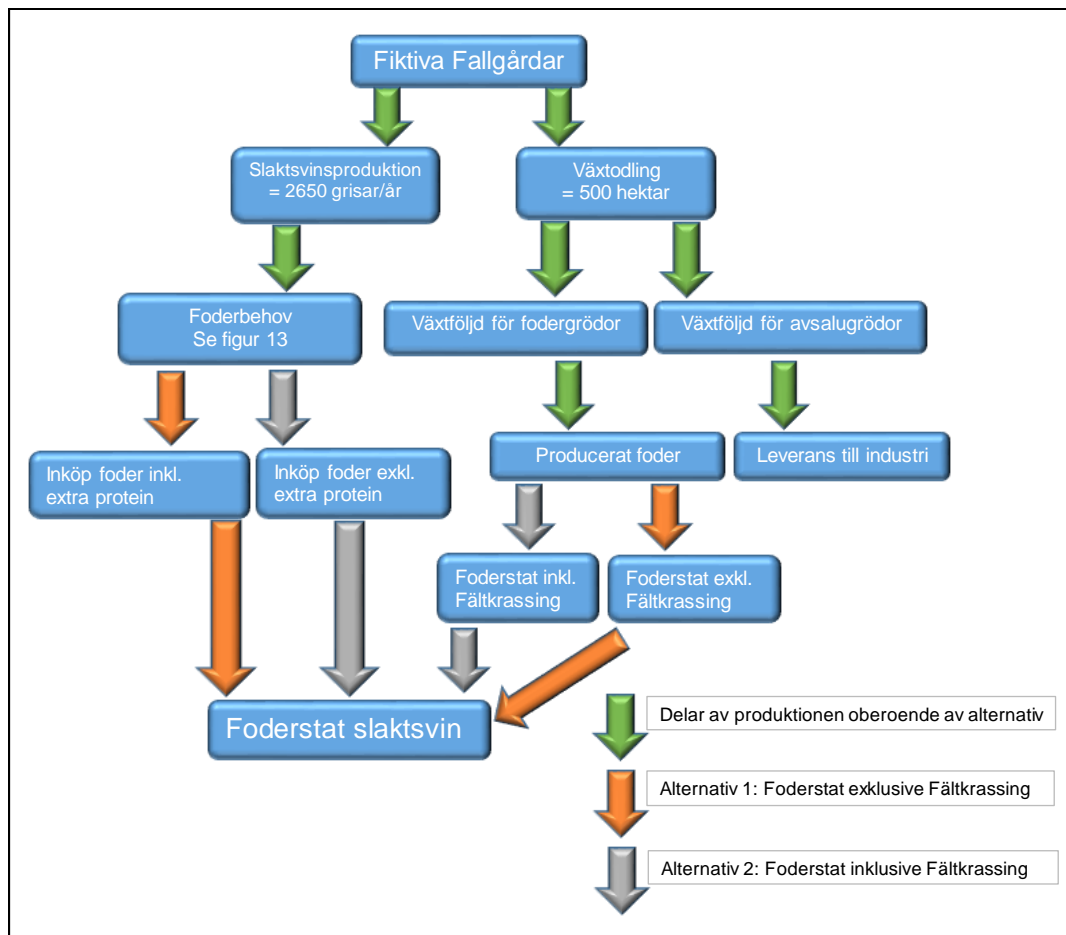 Fiktiva Fallgårdar
Slaktsvinsproduktion
= 2650 grisar/år
Växtodling
= 500 hektar
Foderbehov
Se figur 13
Växtföljd för fodergrödor
Växtföljd för avsalugrödor
Inköp foder inkl.
extra protein
Inköp foder exkl.
extra protein
Producerat foder
Leverans till industri
Foderstat inkl.
Fältkrassing
Foderstat exkl.
Fältkrassing
Foderstat slaktsvin
Delar av produktionen oberoende av alternativ
Alternativ 1: Foderstat exklusive Fältkrassing
Alternativ 2: Foderstat inklusive Fältkrassing